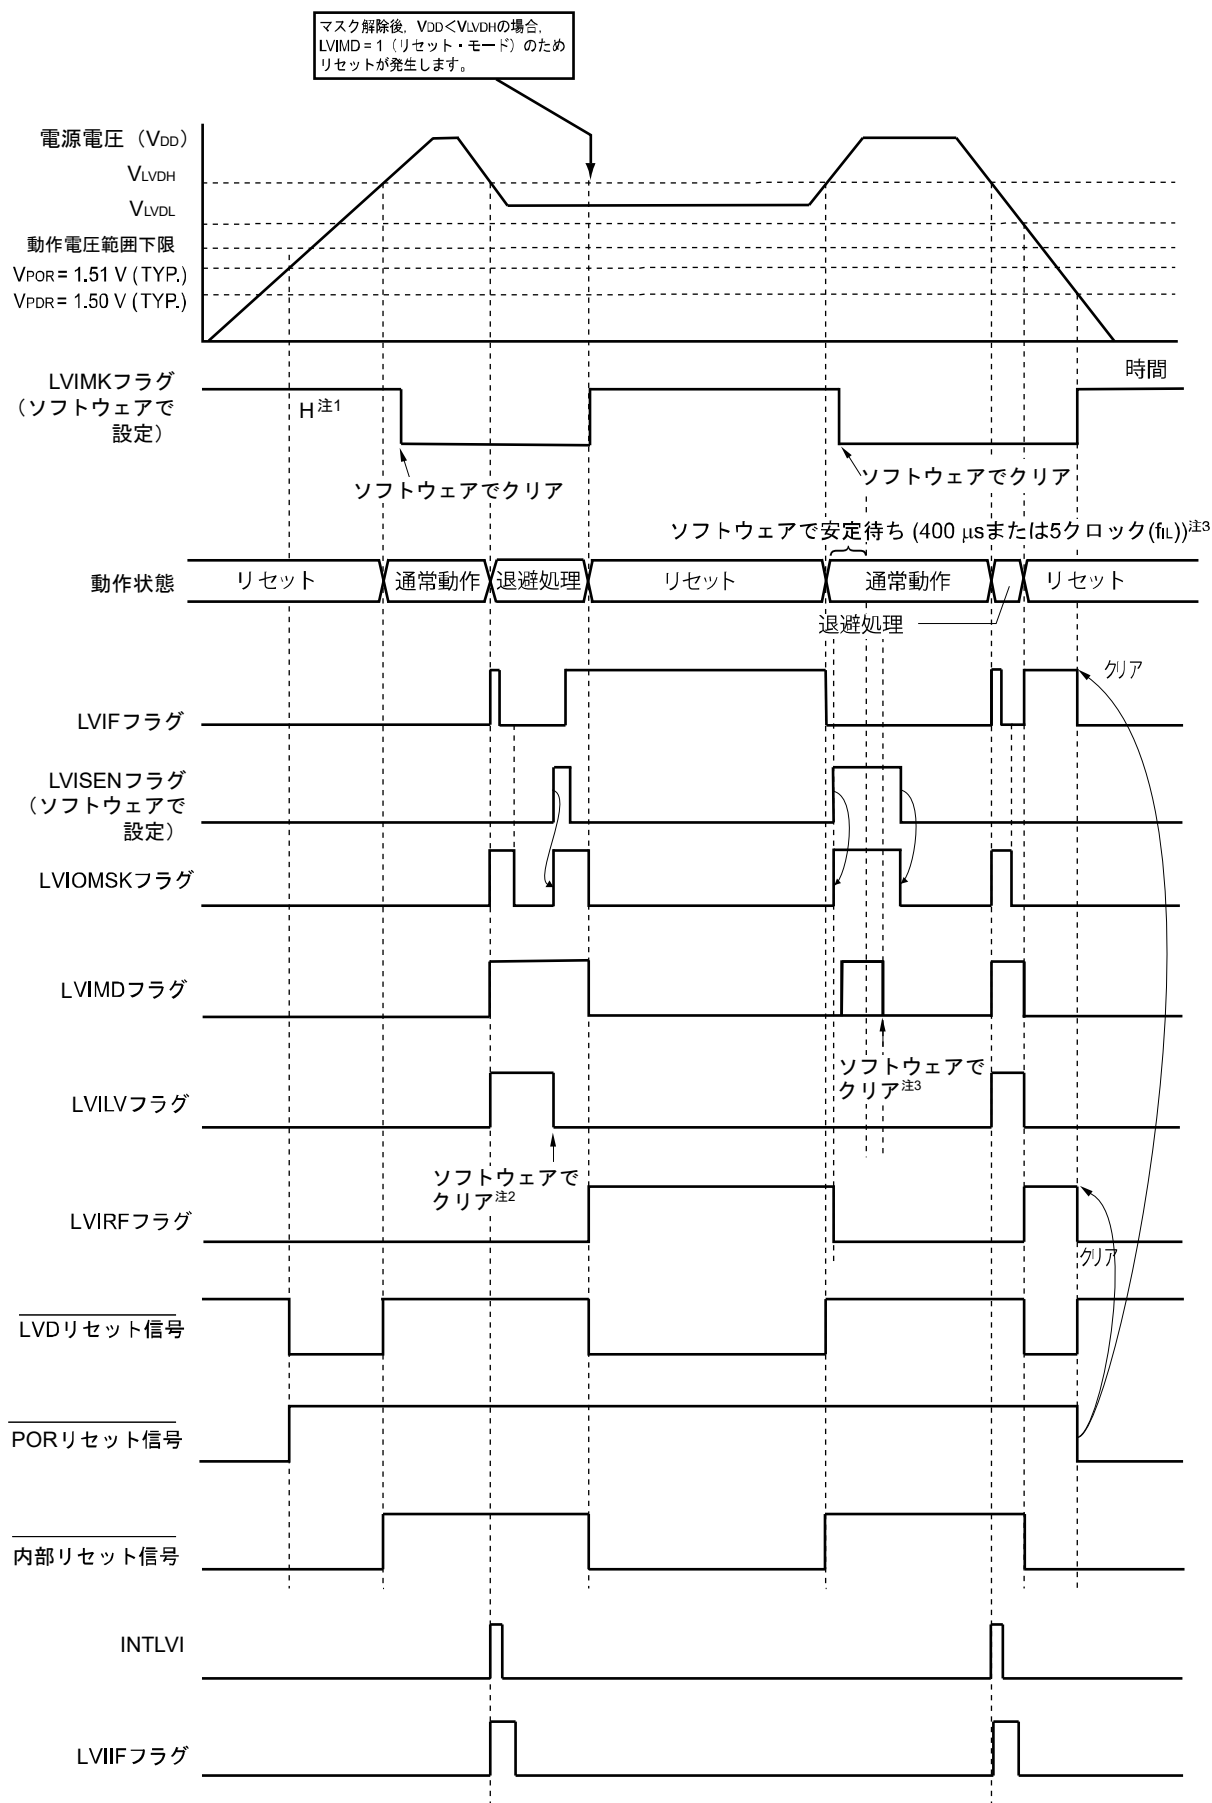 マスク解除後, VDD<VLVDHの場合,
LVIMD = 1（リセット・モード）のため
リセットが発生します。
電源電圧（VDD）
VLVDH
VLVDL
動作電圧範囲下限
VPOR = 1.51 V (TYP.)
VPDR = 1.50 V (TYP.)
時間
LVIMKフラグ
（ソフトウェアで
設定）
H 注1
ソフトウェアでクリア
ソフトウェアでクリア
ソフトウェアで安定待ち (400 μsまたは5クロック(fIL))注3
動作状態
リセット
通常動作
退避処理
リセット
通常動作
リセット
退避処理
LVIFフラグ
クリア
LVISENフラグ
（ソフトウェアで
設定）
LVIOMSKフラグ
LVIMDフラグ
ソフトウェアで
クリア注3
LVILVフラグ
ソフトウェアで
クリア注2
LVIRFフラグ
クリア
LVDリセット信号
PORリセット信号
内部リセット信号
INTLVI
LVIIFフラグ